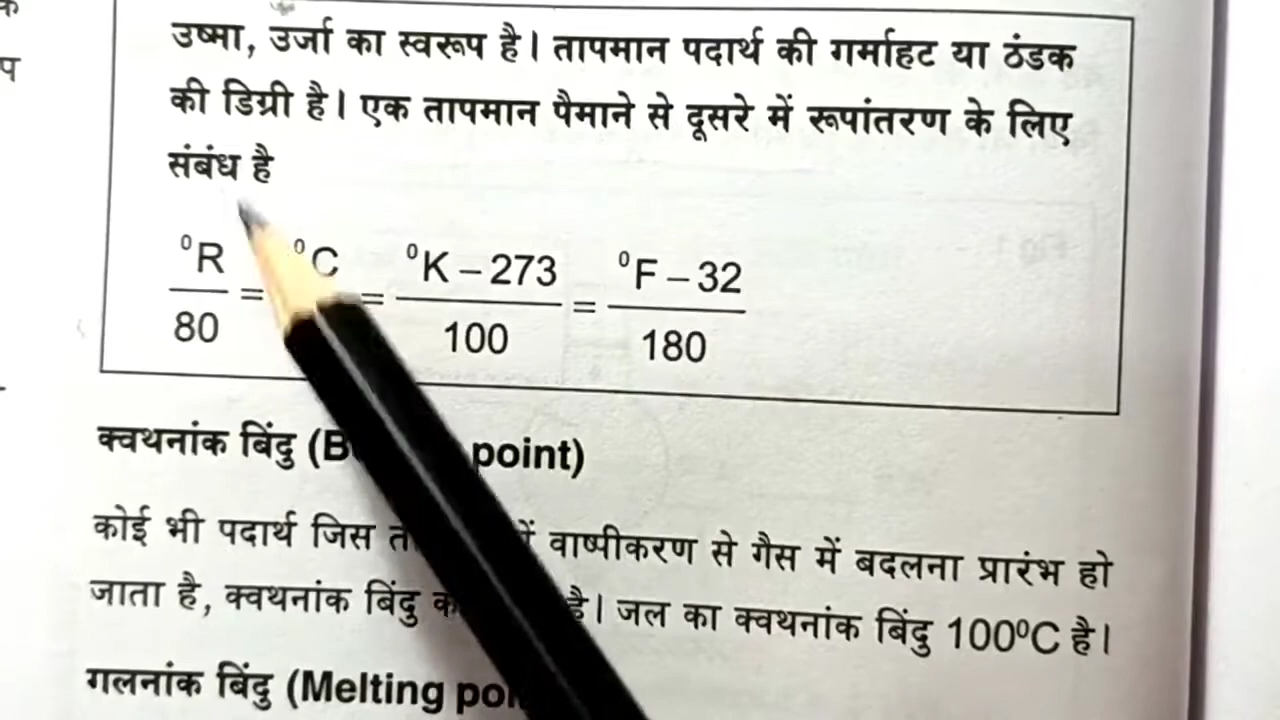 क
प
उष्मा, उर्जा का स्वरूप है। तापमान पदार्थ की गर्माहट या ठंडक
की डिग्री है। एक तापमान पैमाने से दूसरे में रूपांतरण के लिए
संबंध है
⁰R = ⁰C = ⁰K – 273 = ⁰F – 32
80 100 180
क्वथनांक बिंदु (B point)
कोई भी पदार्थ जिस में वाष्पीकरण से गैस में बदलना प्रारंभ हो
जाता है, क्वथनांक बिंदु है। जल का क्वथनांक बिंदु 100⁰C है।
गलनांक बिंदु (Melting